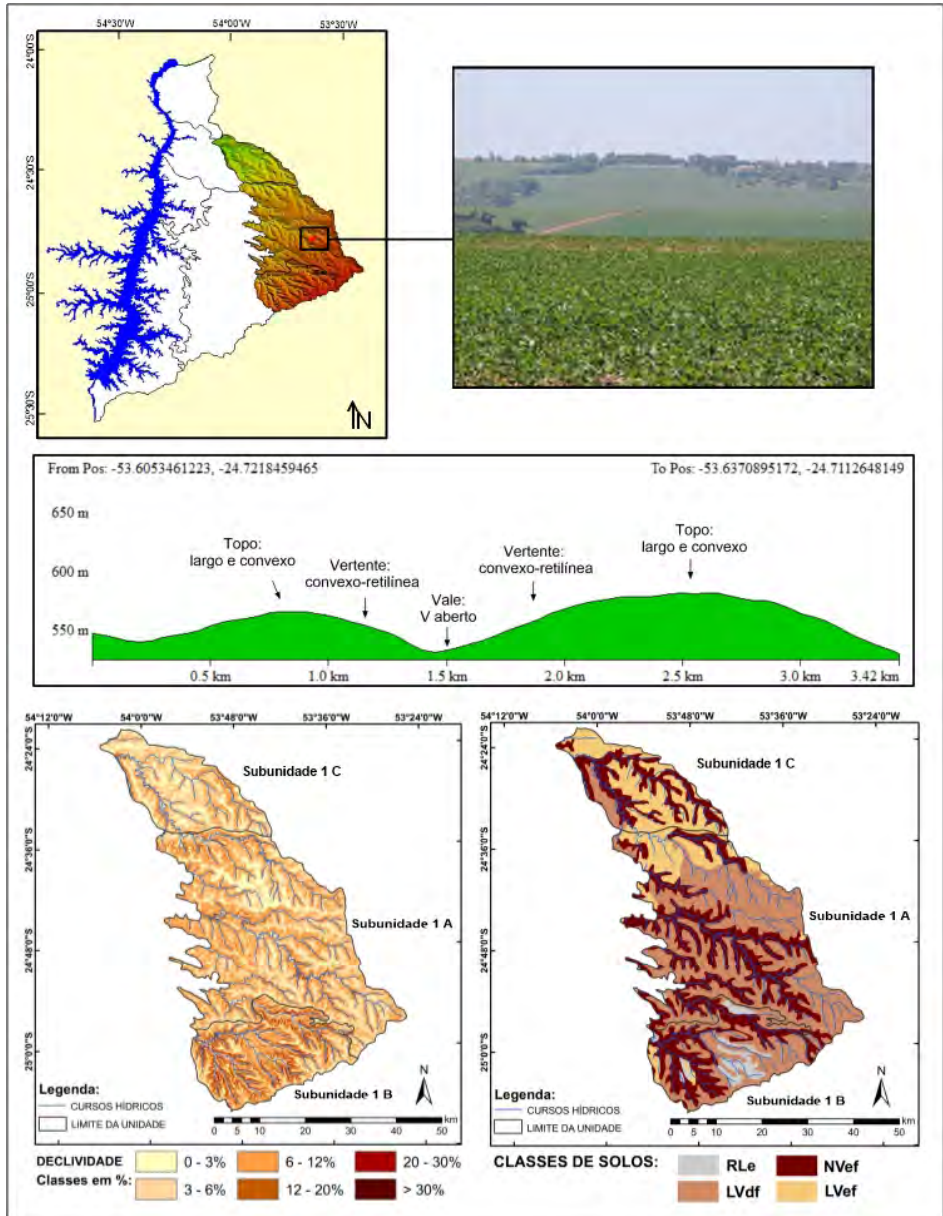 54°30'W 54°00'W 53°30'W
24°00'S
24°30'S
25°00'S
25°30'S
N
From Pos: -53.6053461223, -24.7218459465 To Pos: -53.6370895172, -24.7112648149
650 m
600 m
550 m
Topo:
largo e convexo
Vertente:
convexo-retilínea
Vale:
V aberto
Vertente:
convexo-retilínea
Topo:
largo e convexo
0.5 km 1.0 km 1.5 km 2.0 km 2.5 km 3.0 km 3.42 km
54°12'0"W 54°0'0"W 53°48'0"W 53°36'0"W 53°24'0"W
24°24'0"S
24°36'0"S
24°48'0"S
25°0'0"S
Subunidade 1 C
Subunidade 1 A
Subunidade 1 B
N
Legenda:
CURSOS HÍDRICOS
LIMITE DA UNIDADE
0 5 10 20 30 40 50 km
DECLIVIDADE
Classes em %:
0 - 3% 6 - 12% 20 - 30%
3 - 6% 12 - 20% > 30%
54°12'0"W 54°0'0"W 53°48'0"W 53°36'0"W 53°24'0"W
24°24'0"S
24°36'0"S
24°48'0"S
25°0'0"S
Subunidade 1 C
Subunidade 1 A
Subunidade 1 B
N
Legenda:
CURSOS HÍDRICOS
LIMITE DA UNIDADE
0 5 10 20 30 40 50 km
CLASSES DE SOLOS:
RLe NVef
LVdf LVef